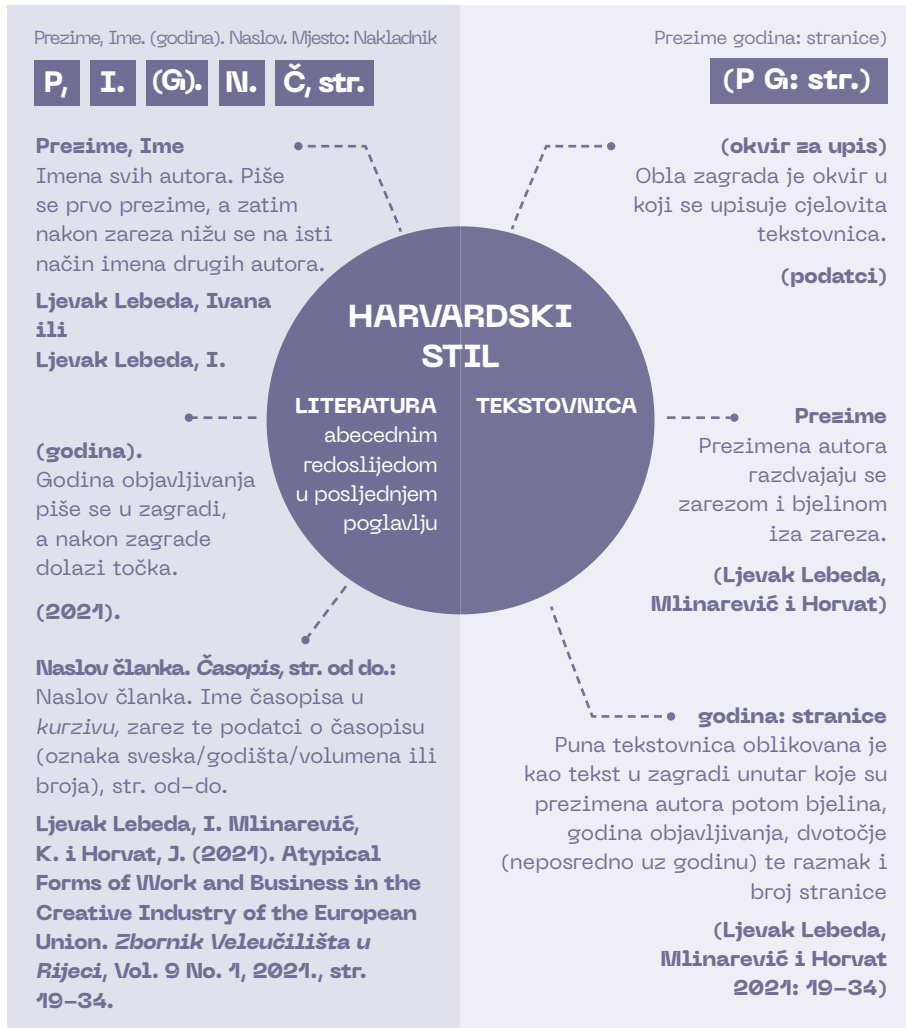 Prezime, Ime. (godina). Naslov. Mjesto: Nakladnik
P, I. (G). N. Č, str.
Prezime, Ime
Imena svih autora. Piše
se prvo prezime, a zatim
nakon zareza nižu se na isti
način imena drugih autora.
Ljevak Lebeda, Ivana
ili
Ljevak Lebeda, I.
(godina).
Godina objavljivanja
piše se u zagradi,
a nakon zagrade
dolazi točka.
(2021).
Naslov članka. Časopis, str. od do.:
Naslov članka. Ime časopisa u
kurzivu, zarez te podatci o časopisu
(oznaka sveska/godišta/volumena ili
broja), str. od–do.
Ljevak Lebeda, I. Mlinarević,
K. i Horvat, J. (2021). Atypical
Forms of Work and Business in the
Creative Industry of the European
Union. Zbornik Veleučilišta u
Rijeci, Vol. 9 No. 1, 2021., str.
19–34.
HARVARDSKI
STIL
LITERATURA
abecednim
redoslijedom
u posljednjem
poglavlju
TEKSTOVNICA
Prezime godina: stranice)
(P G: str.)
(okvir za upis)
Obla zagrada je okvir u
koji se upisuje cjelovita
tekstovnica.
(podatci)
Prezime
Prezimena autora
razdvajaju se
zarezom i bjelinom
iza zareza.
(Ljevak Lebeda,
Mlinarević i Horvat)
godina: stranice
Puna tekstovnica oblikovana je
kao tekst u zagradi unutar koje su
prezimena autora potom bjelina,
godina objavljivanja, dvotočje
(neposredno uz godinu) te razmak i
broj stranice
(Ljevak Lebeda,
Mlinarević i Horvat
2021: 19–34)